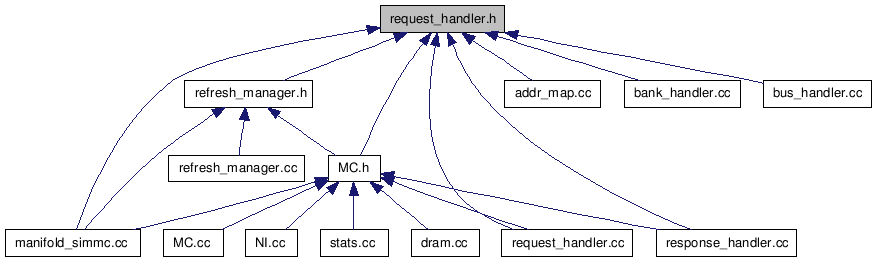 request_handler.h
refresh_manager.h
addr_map.cc
bank_handler.cc
bus_handler.cc
refresh_manager.cc
MC.h
manifold_simmc.cc
MC.cc
NI.cc
stats.cc
dram.cc
request_handler.cc
response_handler.cc